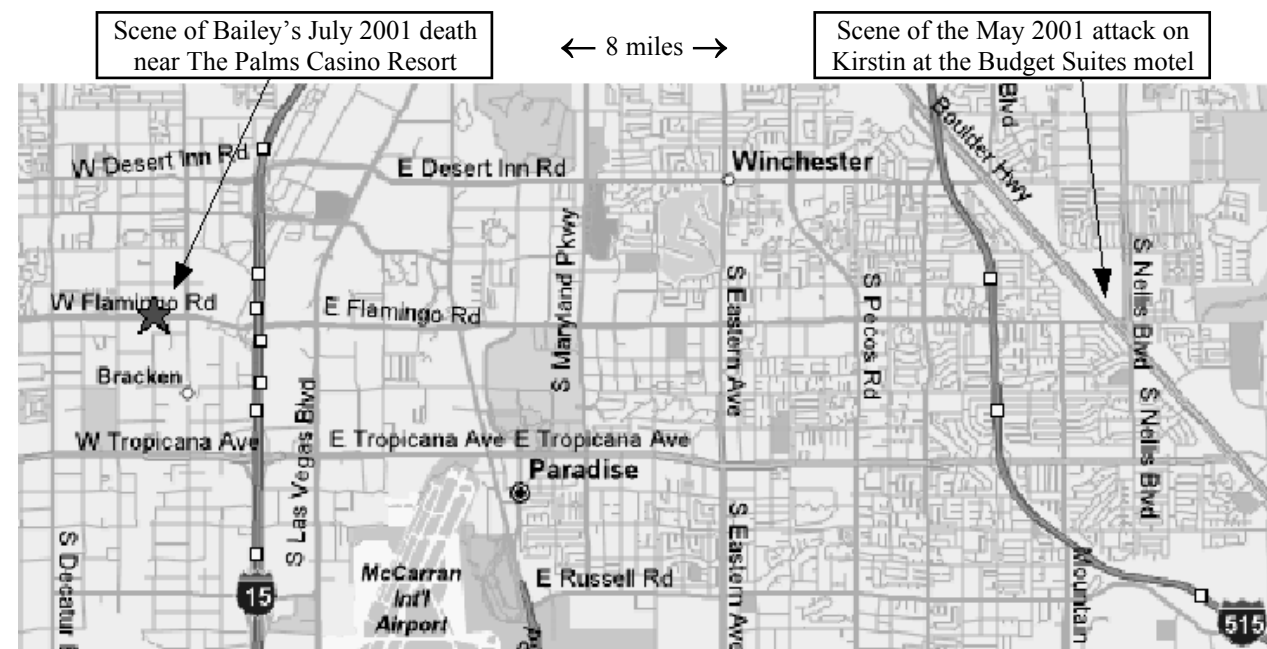 Scene of Bailey’s July 2001 death
near The Palms Casino Resort
← 8 miles →
Scene of the May 2001 attack on
Kirstin at the Budget Suites motel
Blvd
Boulder Hwy
W Desert Inn Rd
E Desert Inn Rd
Winchester
S Maryland Pkwy
S Eastern Ave
S Pecos Rd
S Nellis Blvd
W Flamingo Rd
E Flamingo Rd
Bracken
S Las Vegas Blvd
S Nellis Blvd
W Tropicana Ave
E Tropicana Ave
E Tropicana Ave
Paradise
S Decatur
S Eastern Ave
McCarran
Int'l
Airport
E Russell Rd
Mountain
15
515